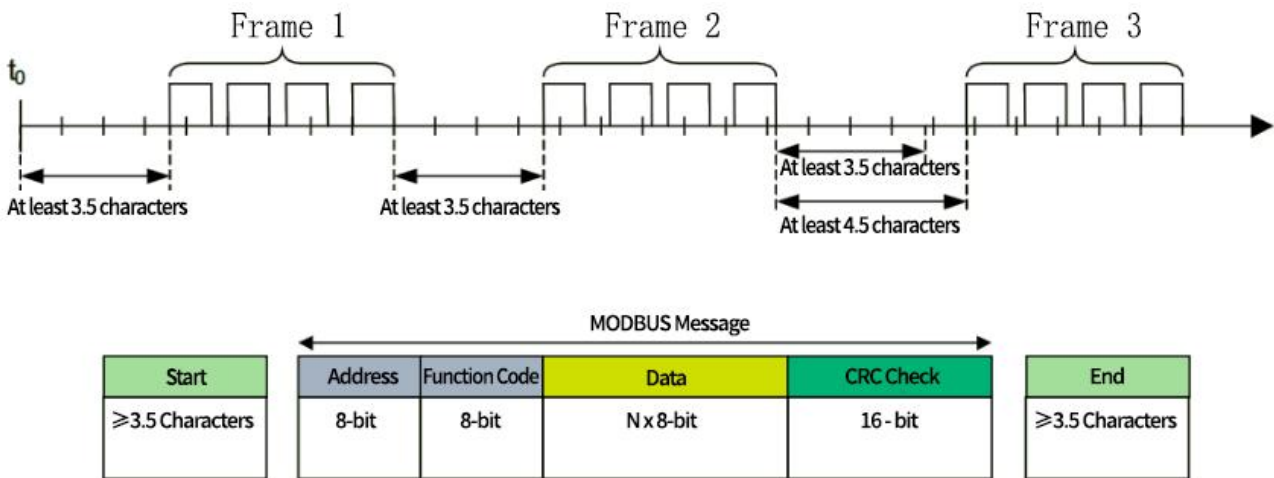 Frame 1
Frame 2
Frame 3
t0
At least 3.5 characters
At least 3.5 characters
At least 3.5 characters
At least 4.5 characters
MODBUS Message
Start
Address
Function Code
Data
CRC Check
End
≥3.5 Characters
8-bit
8-bit
N x 8-bit
16 - bit
≥3.5 Characters